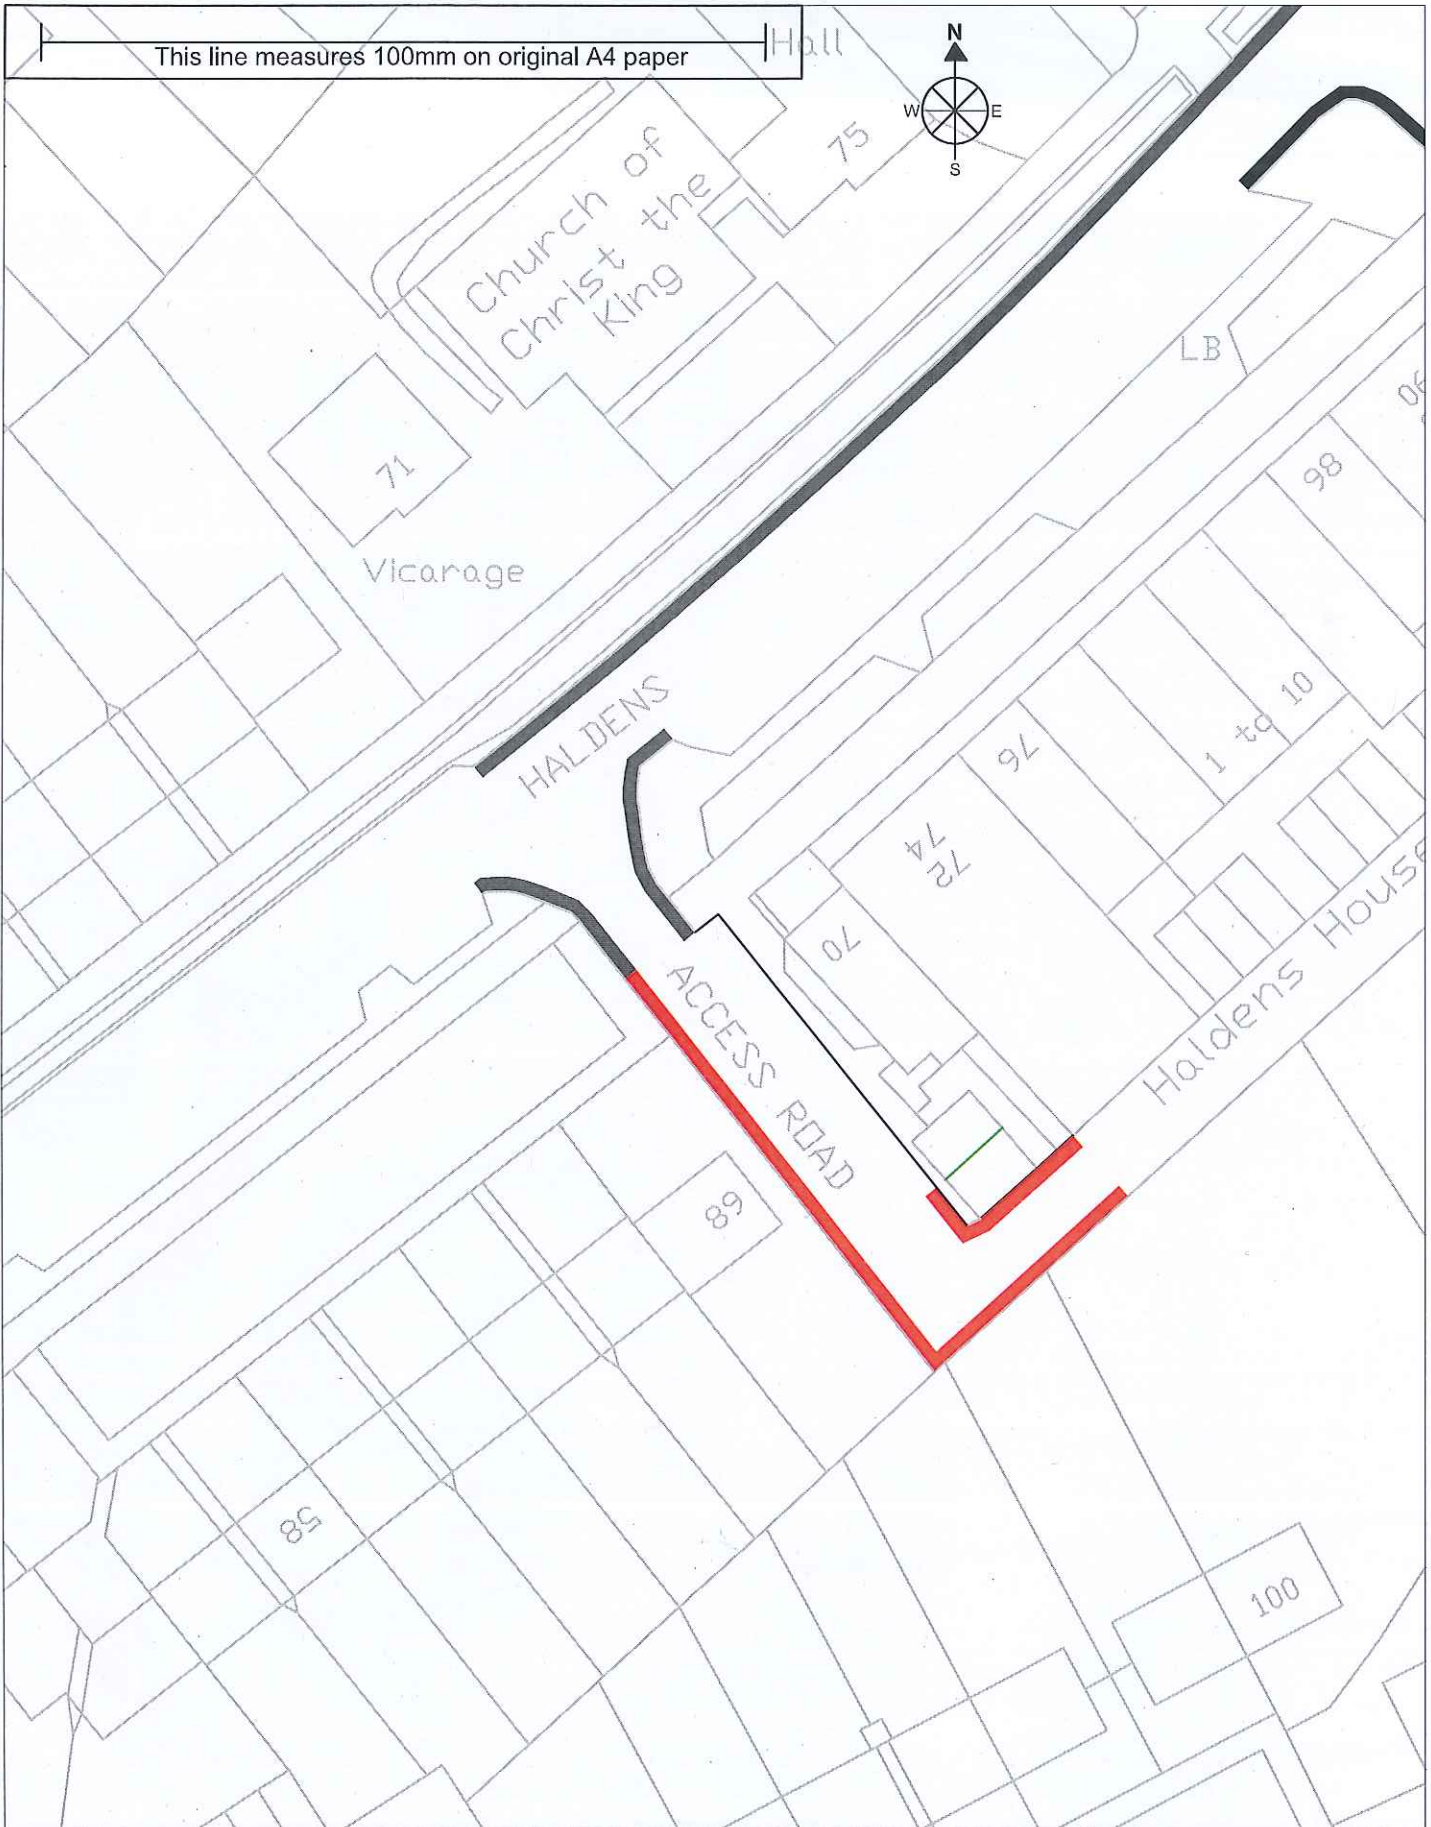 This line measures 100mm on original A4 paper
Hall
N
W
E
S
75
Church of
Christ the
King
LB
71
98
Vicarage
HALDENS
76
1 to 10
74
72
70
Haldens House
ACCESS ROAD
68
58
100